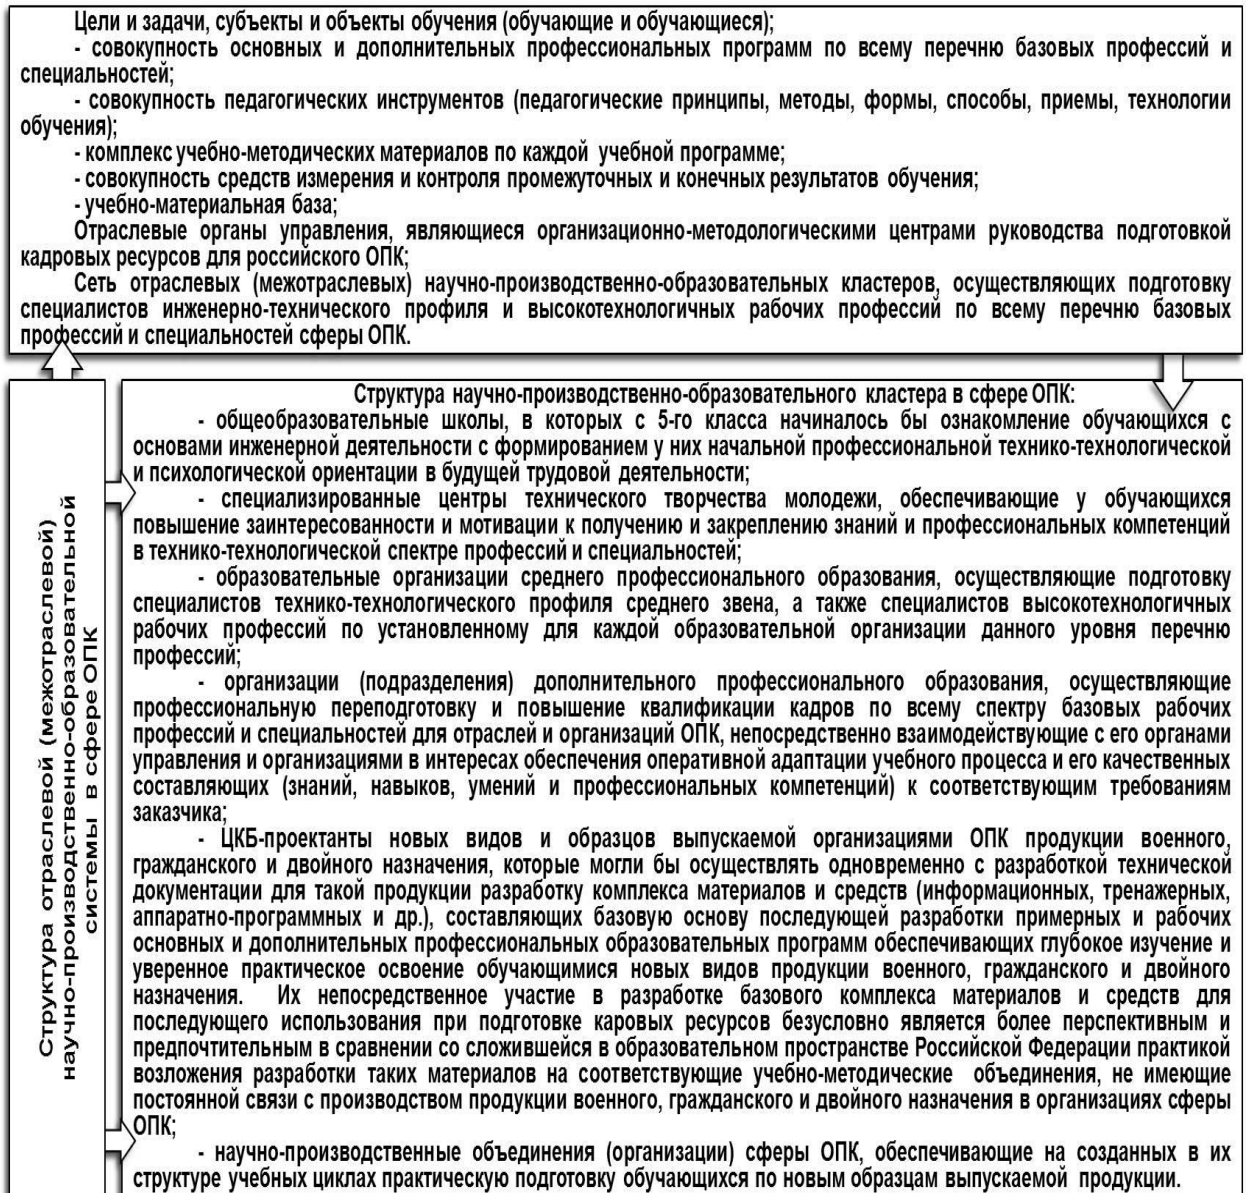 Цели и задачи, субъекты и объекты обучения (обучающие и обучающиеся);
- совокупность основных и дополнительных профессиональных программ по всему перечню базовых профессий и
специальностей;
- совокупность педагогических инструментов (педагогические принципы, методы, формы, способы, приемы, технологии
обучения);
- комплекс учебно-методических материалов по каждой учебной программе;
- совокупность средств измерения и контроля промежуточных и конечных результатов обучения;
- учебно-материальная база;
Отраслевые органы управления, являющиеся организационно-методологическими центрами руководства подготовкой
кадровых ресурсов для российского ОПК;
Сеть отраслевых (межотраслевых) научно-производственно-образовательных кластеров, осуществляющих подготовку
специалистов инженерно-технического профиля и высокотехнологичных рабочих профессий по всему перечню базовых
профессий и специальностей сферы ОПК.
Структура отраслевой (межотраслевой)
научно-производственно-образовательной
системы в сфере ОПК
Структура научно-производственно-образовательного кластера в сфере ОПК:
- общеобразовательные школы, в которых с 5-го класса начиналось бы ознакомление обучающихся с
основами инженерной деятельности с формированием у них начальной профессиональной технико-технологической
и психологической ориентации в будущей трудовой деятельности;
- специализированные центры технического творчества молодежи, обеспечивающие у обучающихся
повышение заинтересованности и мотивации к получению и закреплению знаний и профессиональных компетенций
в технико-технологической спектре профессий и специальностей;
- образовательные организации среднего профессионального образования, осуществляющие подготовку
специалистов технико-технологического профиля среднего звена, а также специалистов высокотехнологичных
рабочих профессий по установленному для каждой образовательной организации данного уровня перечню
профессий;
- организации (подразделения) дополнительного профессионального образования, осуществляющие
профессиональную переподготовку и повышение квалификации кадров по всему спектру базовых рабочих
профессий и специальностей для отраслей и организаций ОПК, непосредственно взаимодействующие с его органами
управления и организациями в интересах обеспечения оперативной адаптации учебного процесса и его качественных
составляющих (знаний, навыков, умений и профессиональных компетенций) к соответствующим требованиям
заказчика;
- ЦКБ-проектанты новых видов и образцов выпускаемой организациями ОПК продукции военного,
гражданского и двойного назначения, которые могли бы осуществлять одновременно с разработкой технической
документации для такой продукции разработку комплекса материалов и средств (информационных, тренажерных,
аппаратно-программных и др.), составляющих базовую основу последующей разработки примерных и рабочих
основных и дополнительных профессиональных образовательных программ обеспечивающих глубокое изучение и
уверенное практическое освоение обучающимися новых видов продукции военного, гражданского и двойного
назначения. Их непосредственное участие в разработке базового комплекса материалов и средств для
последующего использования при подготовке каровых ресурсов безусловно является более перспективным и
предпочтительным в сравнении со сложившейся в образовательном пространстве Российской Федерации практикой
возложения разработки таких материалов на соответствующие учебно-методические объединения, не имеющие
постоянной связи с производством продукции военного, гражданского и двойного назначения в организациях сферы
ОПК;
- научно-производственные объединения (организации) сферы ОПК, обеспечивающие на созданных в их
структуре учебных циклах практическую подготовку обучающихся по новым образцам выпускаемой продукции.